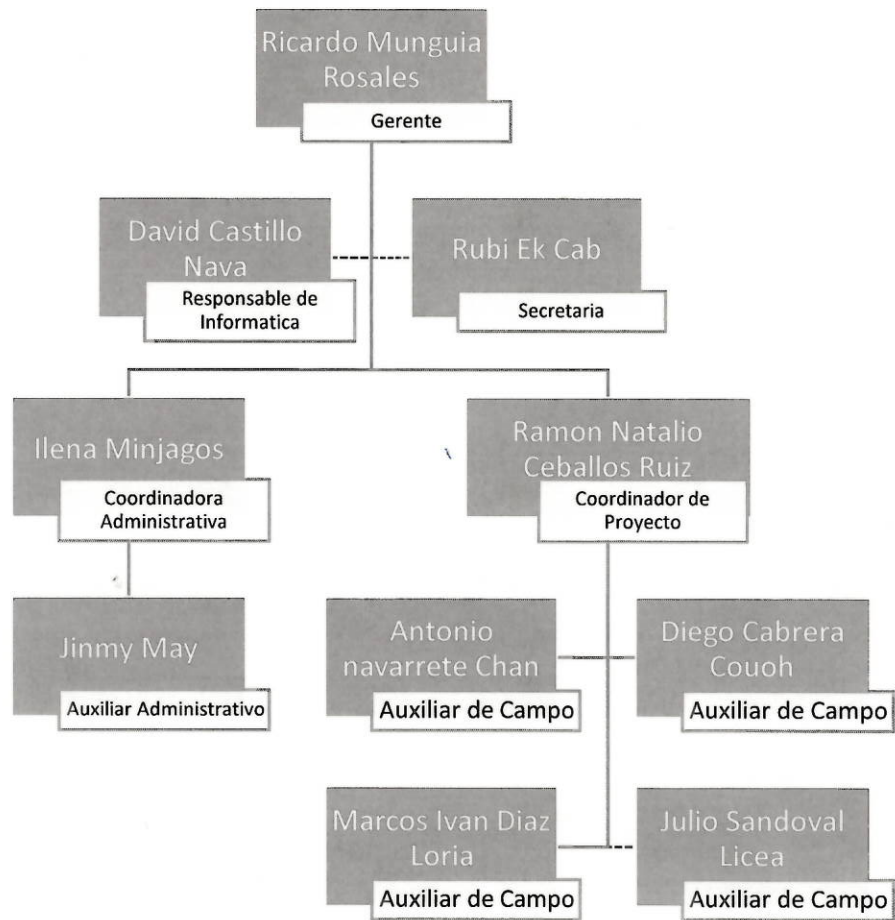 Ricardo Munguia
Rosales
Gerente
David Castillo
Nava
Responsable de
Informatica
Rubi Ek Cab
Secretaria
Ilena Minjagos
Coordinadora
Administrativa
Ramon Natalio
Ceballos Ruiz
Coordinador de
Proyecto
Jinmy May
Auxiliar Administrativo
Antonio
navarrete Chan
Auxiliar de Campo
Diego Cabrera
Couoh
Auxiliar de Campo
Marcos Ivan Diaz
Loria
Auxiliar de Campo
Julio Sandoval
Licea
Auxiliar de Campo